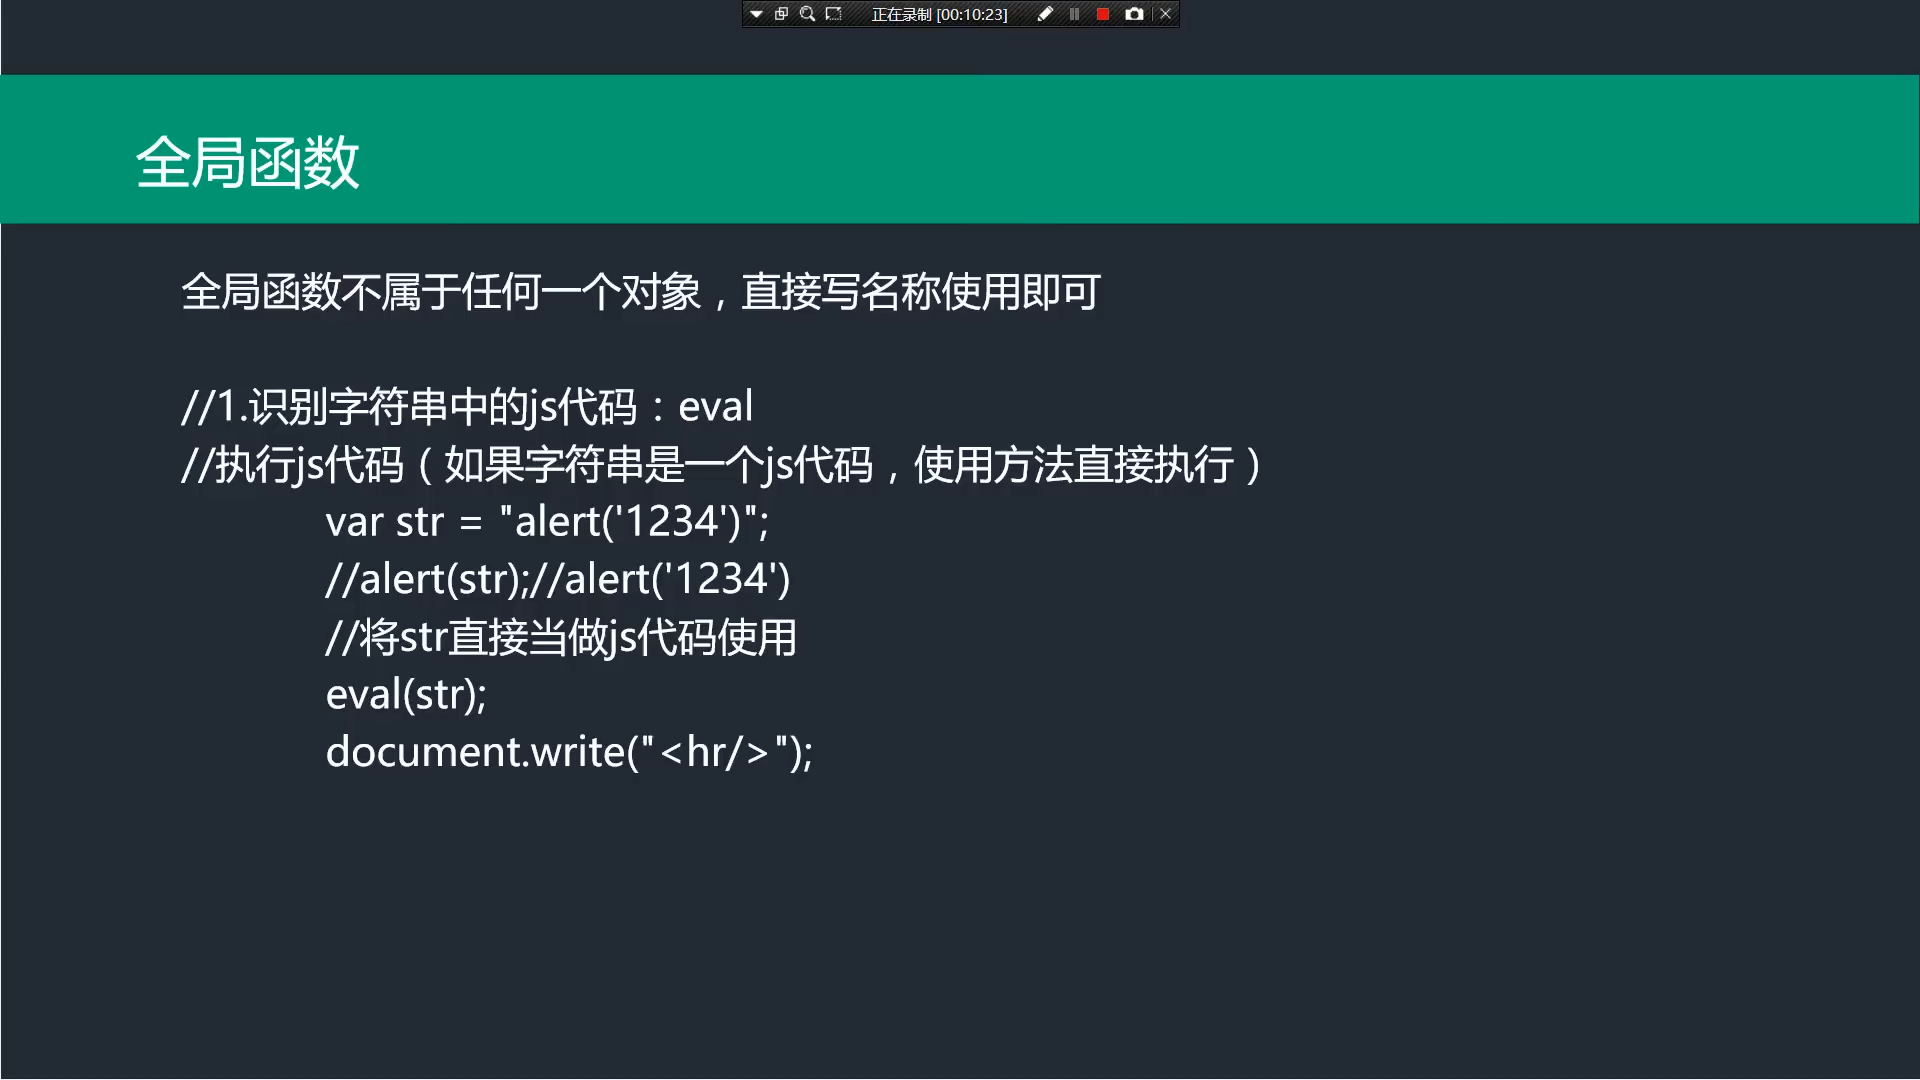 正在录制 [00:10:23]
全局函数
全局函数不属于任何一个对象，直接写名称使用即可
//1.识别字符串中的js代码：eval
//执行js代码（如果字符串是一个js代码，使用方法直接执行）
var str = "alert('1234')";
//alert(str);//alert('1234')
//将str直接当做js代码使用
eval(str);
document.write("<hr/>");